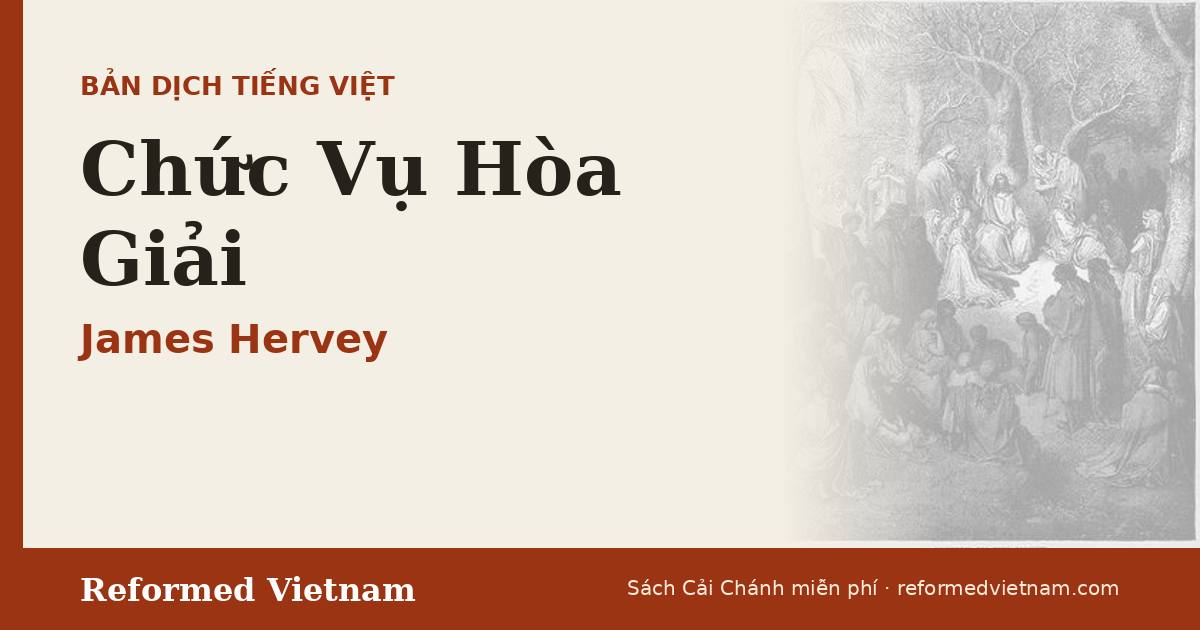 BẢN DỊCH TIẾNG VIỆT
Chức Vụ Hòa
Giải
James Hervey
Reformed Vietnam
Sách Cải Chánh miễn phí · reformedvietnam.com